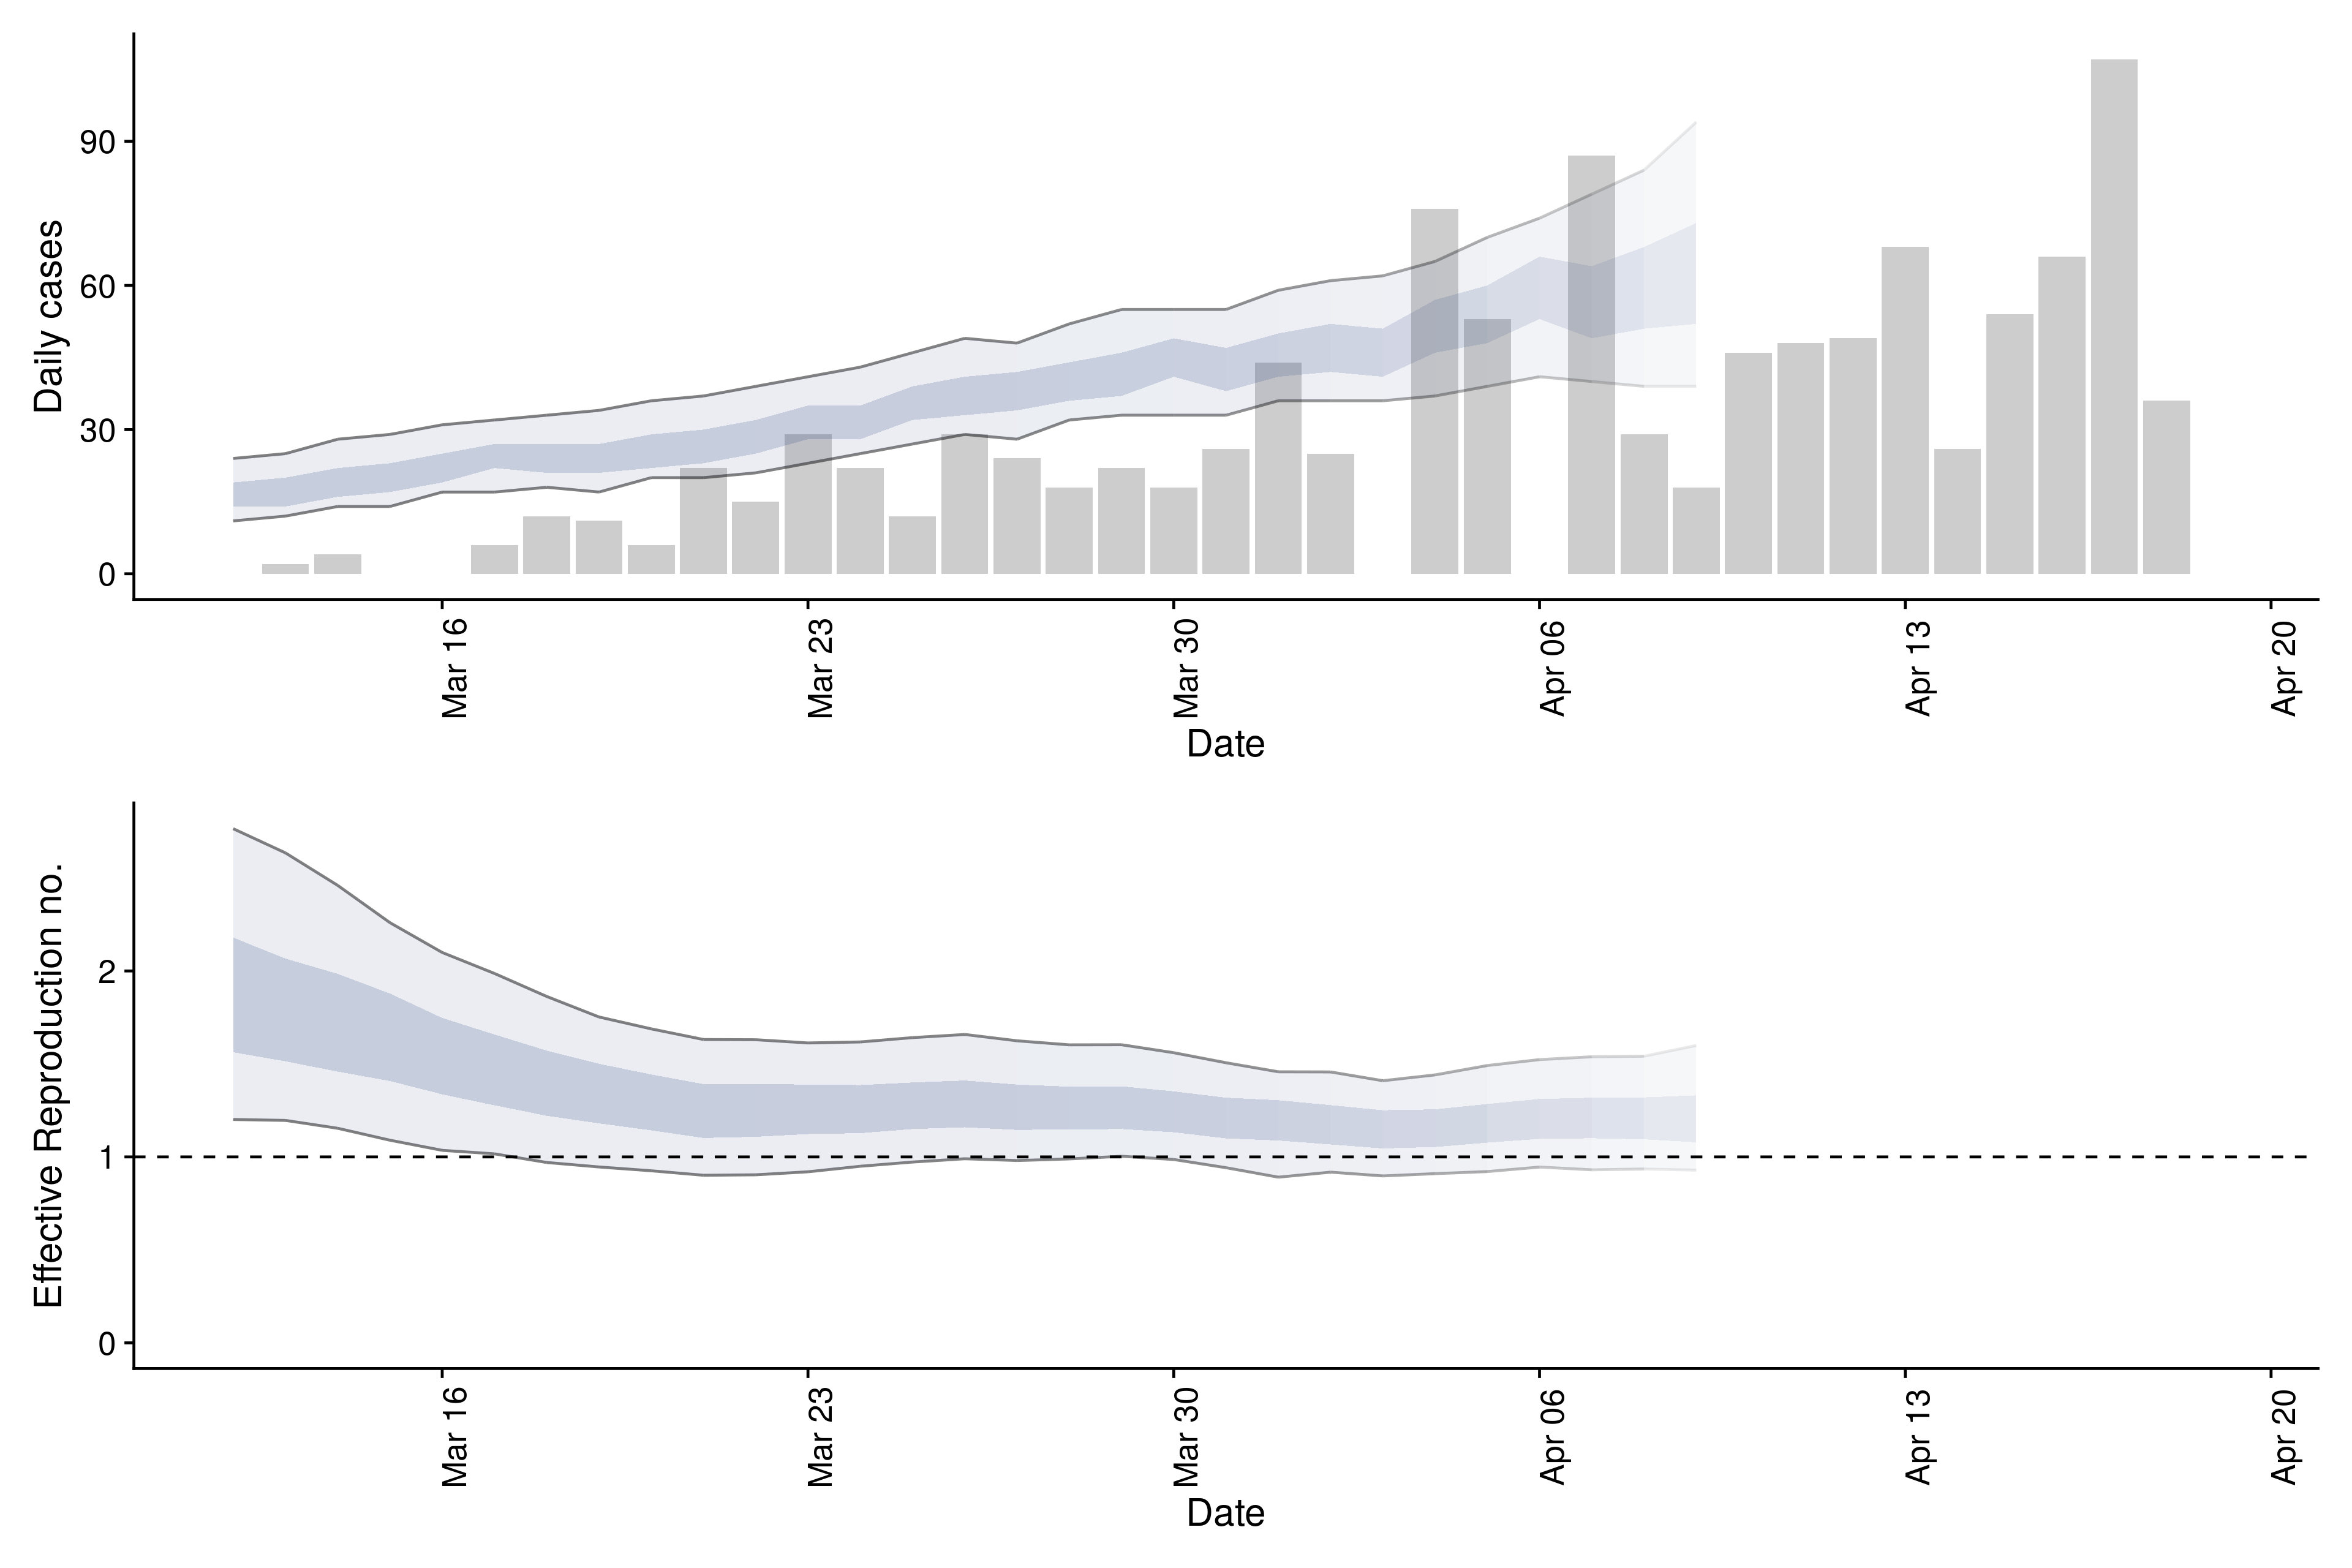 Daily cases
90
60
30
0
Mar 16
Mar 23
Mar 30
Apr 06
Apr 13
Apr 20
Date
Effective Reproduction no.
2
1
0
Mar 16
Mar 23
Mar 30
Apr 06
Apr 13
Apr 20
Date